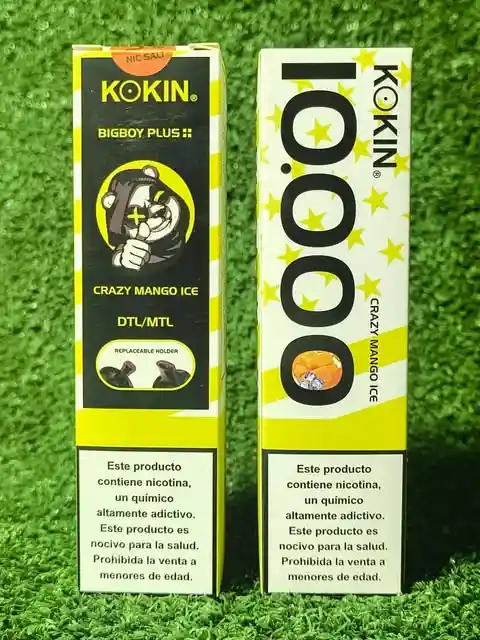 NIC SALT
KOKIN®
BIGBOY PLUS
CRAZY MANGO ICE
DTL/MTL
REPLACEABLE HOLDER
Este producto
contiene nicotina,
un químico
altamente adictivo.
Este producto es
nocivo para la salud.
Prohibida la venta a
menores de edad.
KOKIN®
10.000
CRAZY MANGO ICE
Este producto
contiene nicotina,
un químico
altamente adictivo.
Este producto es
nocivo para la salud.
Prohibida la venta a
menores de edad.